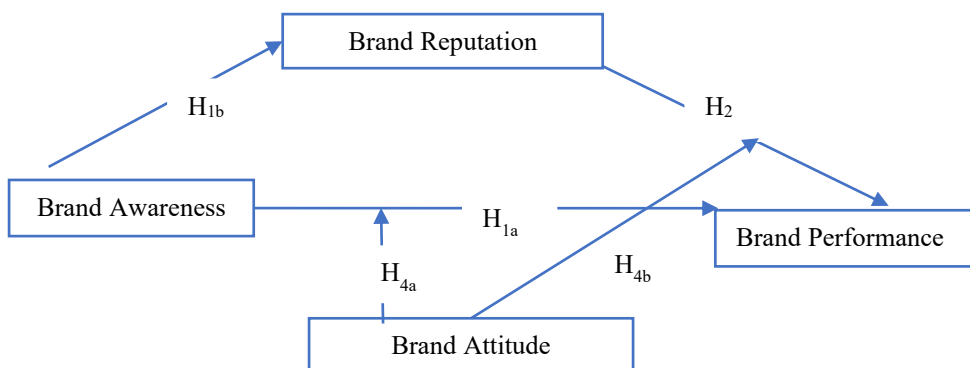 Brand Reputation
H1b
H2
Brand Awareness
H1a
Brand Performance
H4a
H4b
Brand Attitude